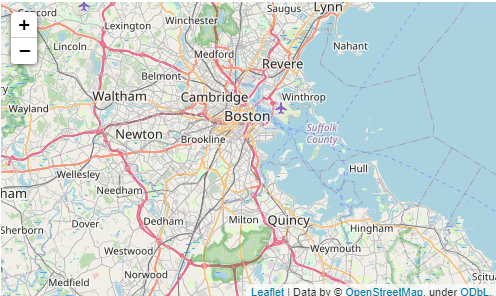 Concord
Lexington
Winchester
Saugus
Lynn
+
−
Lincoln
Medford
Nahant
Belmont
Revere
Waltham
Cambridge
Winthrop
Wayland
Boston
Newton
Brookline
Suffolk
County
Wellesley
Hull
ham
Needham
Sherborn
Dover
Dedham
Milton
Quincy
Hingham
Westwood
Weymouth
Medfield
Norwood
Scitua
Leaflet | Data by © OpenStreetMap, under ODbL.